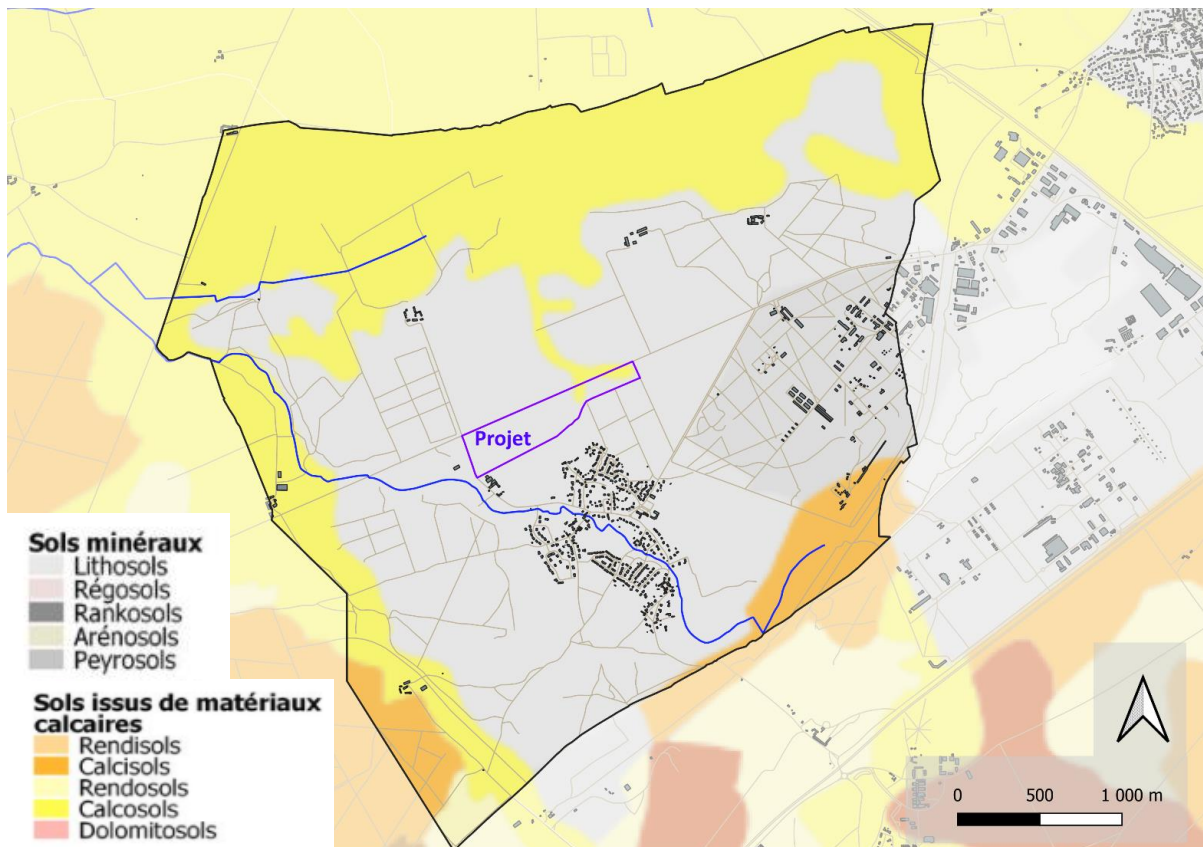 Projet
Sols minéraux
Lithosols
Régosols
Rankosols
Arénosols
Peyrosols
Sols issus de matériaux
calcaires
Rendisols
Calcisols
Rendosols
Calcosols
Dolomitosols
0 500 1 000 m